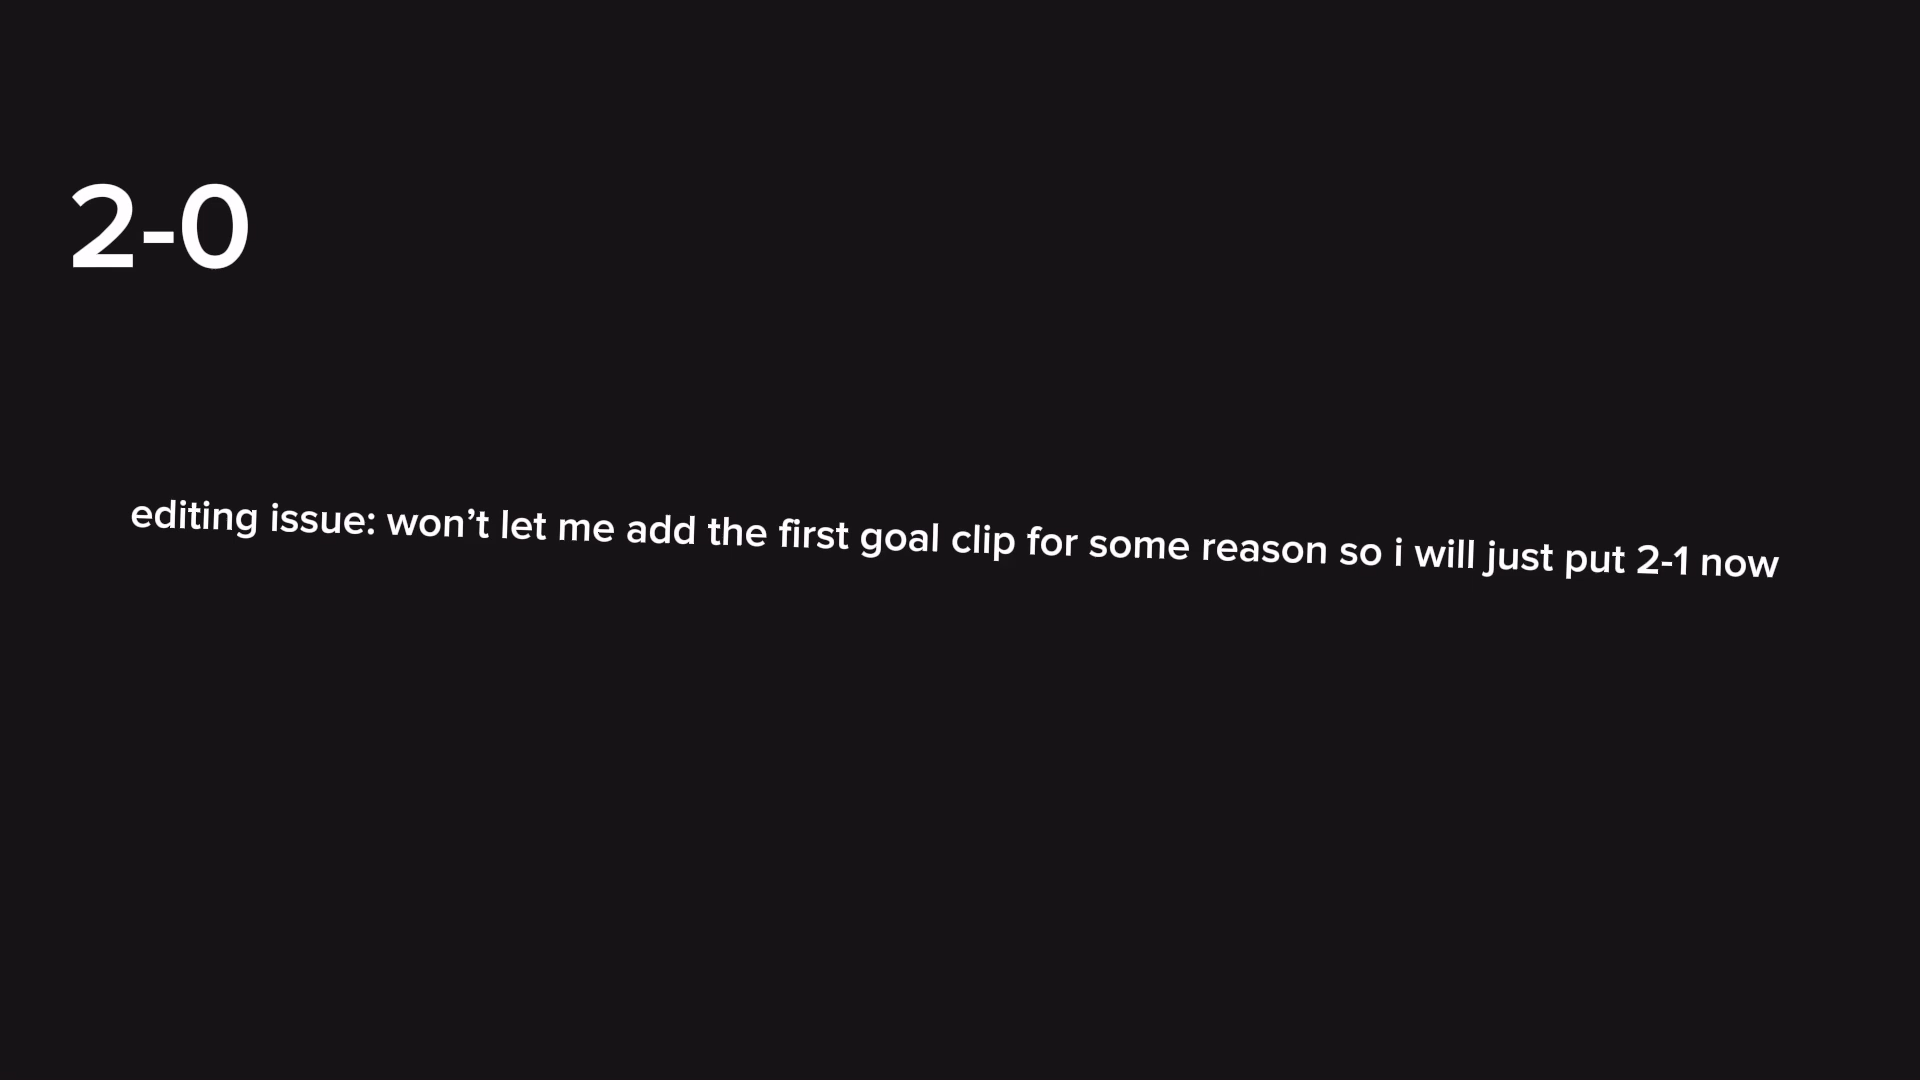 2-0
editing issue: won’t let me add the first goal clip for some reason so i will just put 2-1 now